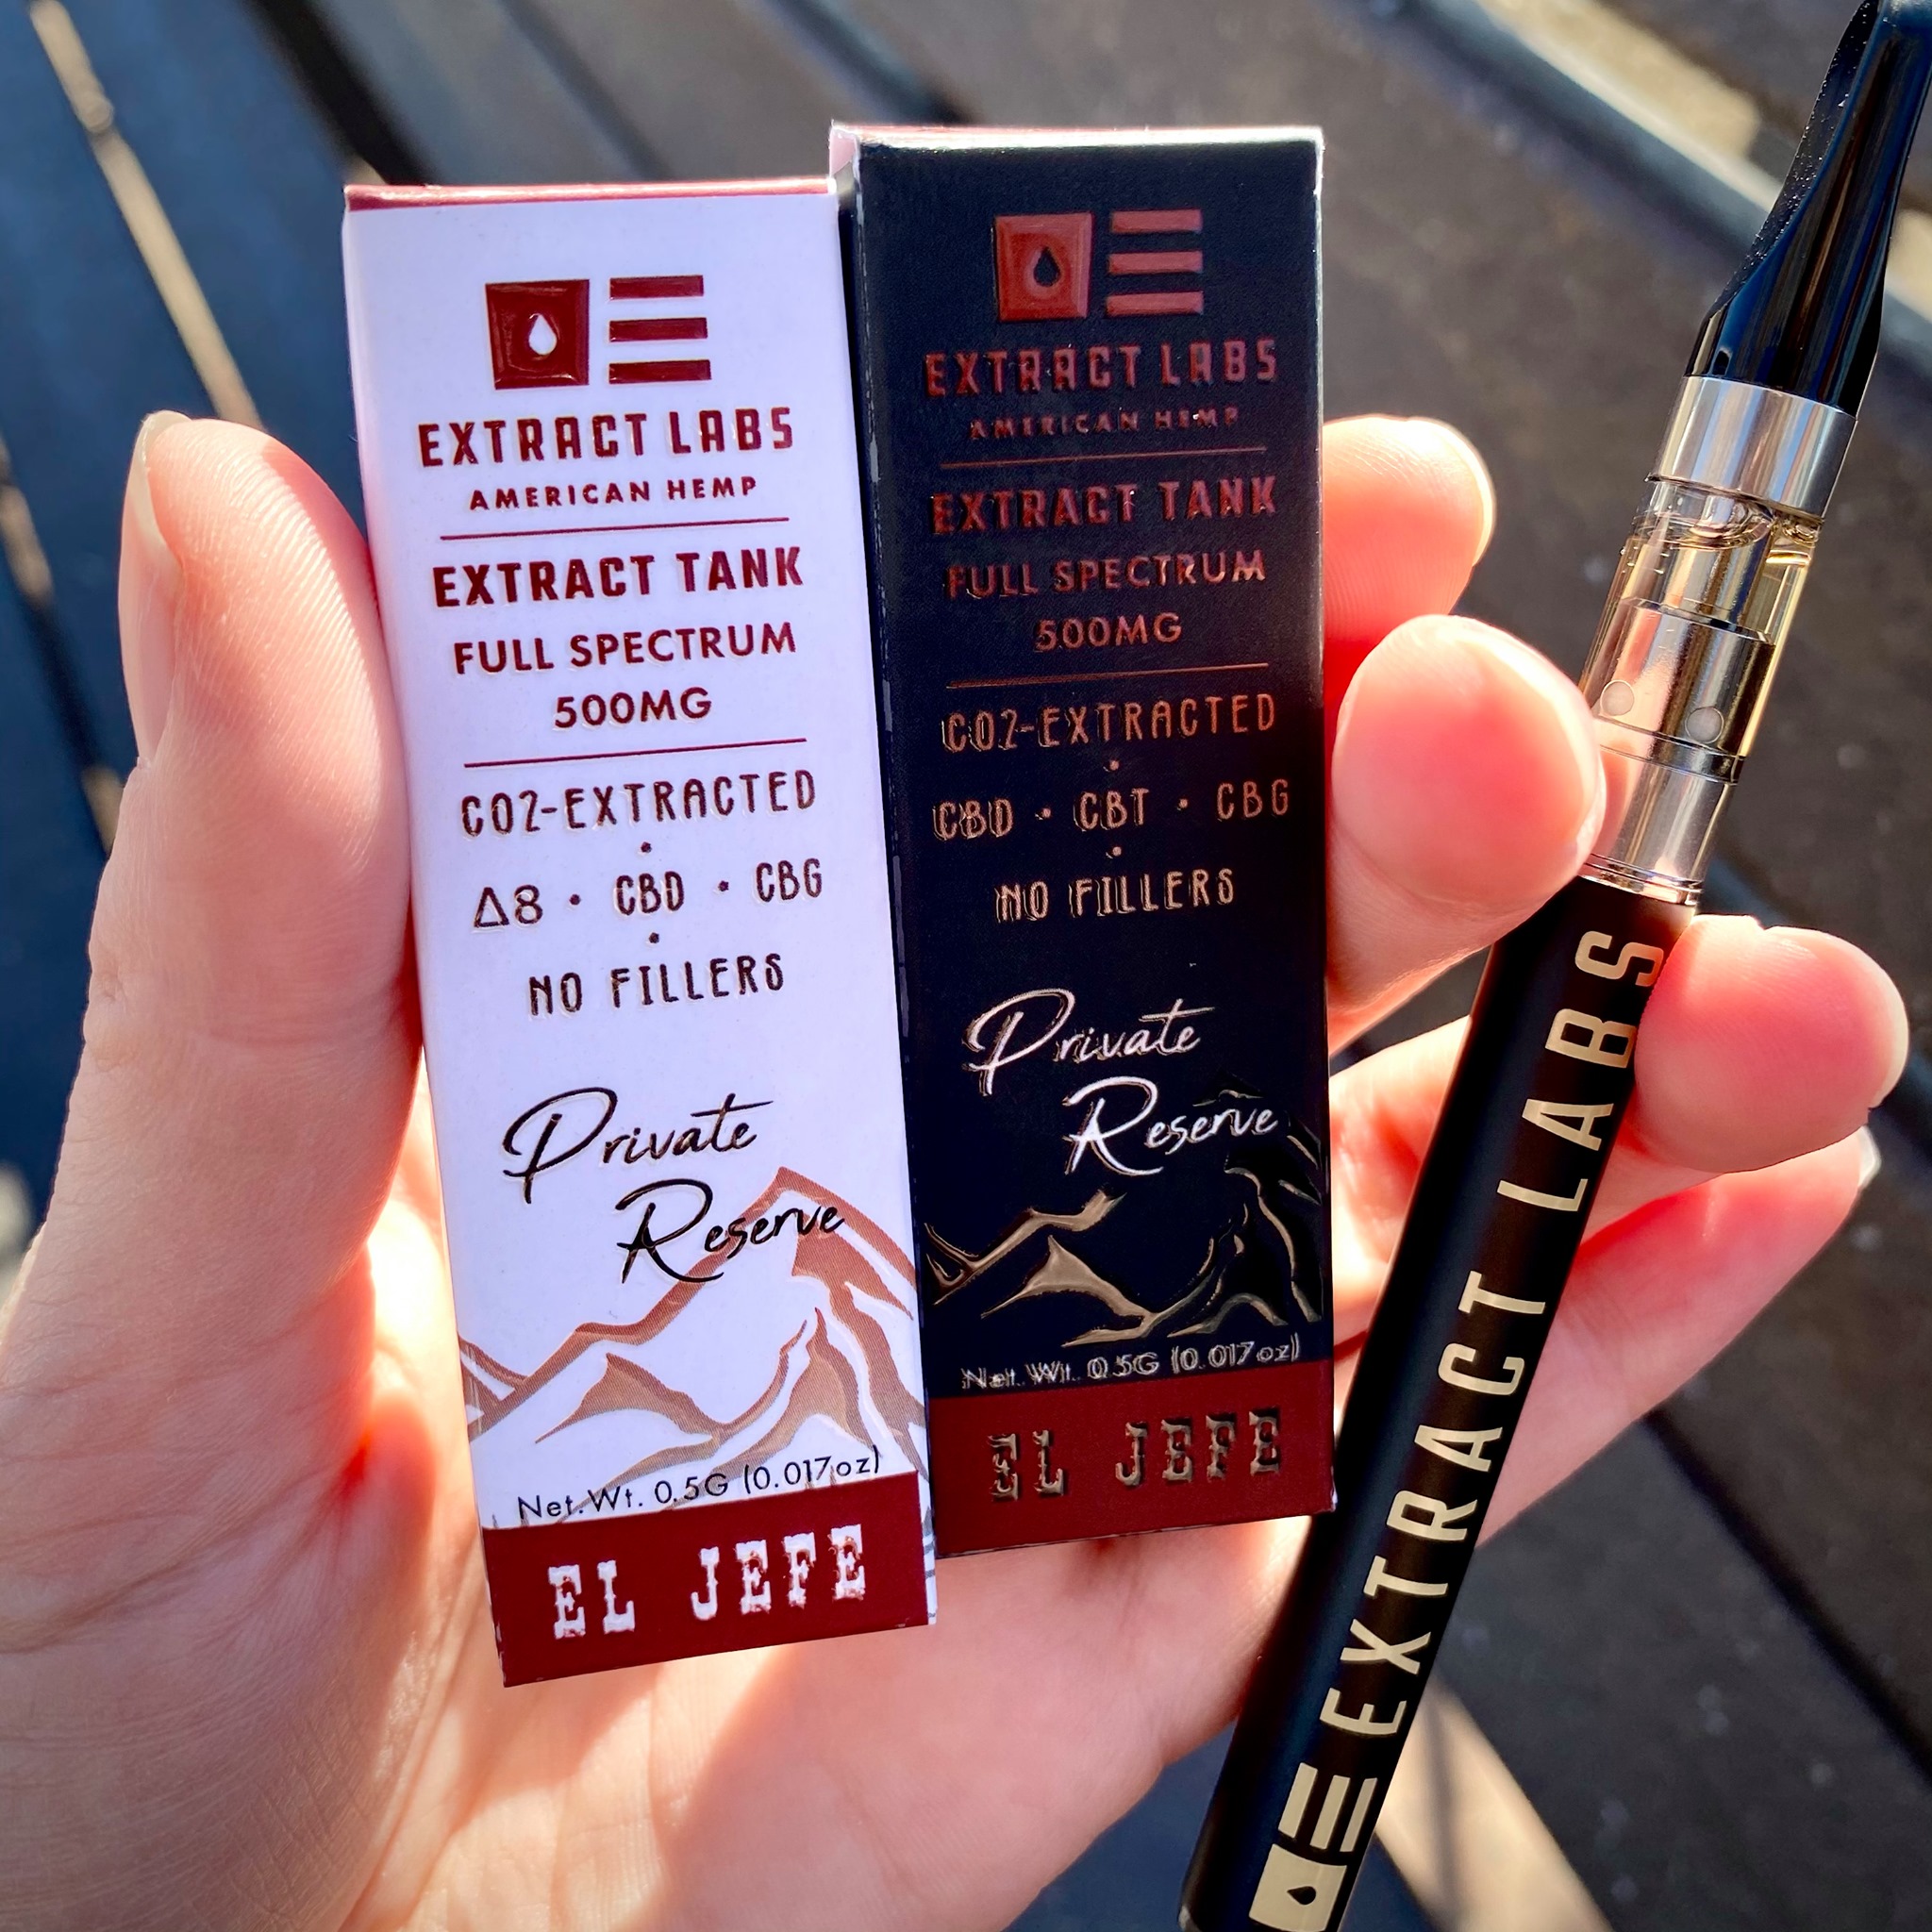 EXTRACT LABS
AMERICAN HEMP
EXTRACT TANK
FULL SPECTRUM
500MG
CO2-EXTRACTED
Δ8 • CBD • CBG
NO FILLERS
Private
Reserve
Net.Wt. 0.5G (0.017oz)
EL JEFE
EXTRACT LABS
AMERICAN HEMP
EXTRACT TANK
FULL SPECTRUM
500MG
CO2-EXTRACTED
CBD • CBT • CBG
NO FILLERS
Private
Reserve
Net.Wt. 0.5G (0.017oz)
EL JEFE
EXTRACT LABS